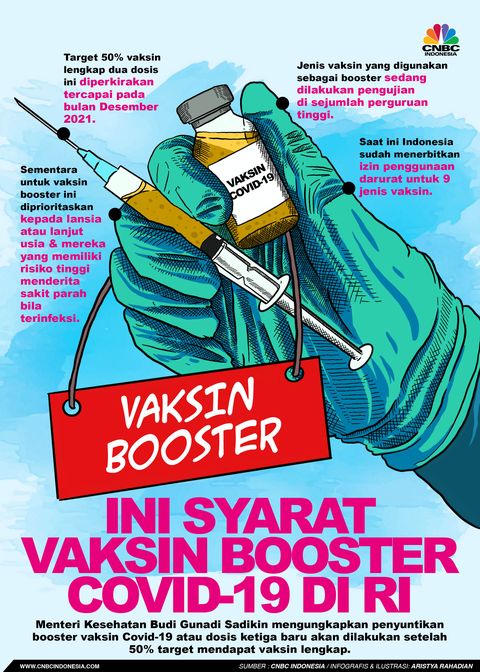 CNBC
INDONESIA
Target 50% vaksin
lengkap dua dosis
ini diperkirakan
tercapai pada
bulan Desember
2021.
Jenis vaksin yang digunakan
sebagai booster sedang
dilakukan pengujian
di sejumlah perguruan
tinggi.
Saat ini Indonesia
sudah menerbitkan
izin penggunaan
darurat untuk 9
jenis vaksin.
Sementara
untuk vaksin
booster ini
diprioritaskan
kepada lansia
atau lanjut
usia & mereka
yang memiliki
risiko tinggi
menderita
sakit parah
bila
terinfeksi.
VAKSIN
COVID-19
VAKSIN
BOOSTER
INI SYARAT
VAKSIN BOOSTER
COVID-19 DI RI
Menteri Kesehatan Budi Gunadi Sadikin mengungkapkan penyuntikan
booster vaksin Covid-19 atau dosis ketiga baru akan dilakukan setelah
50% target mendapat vaksin lengkap.
WWW.CNBCINDONESIA.COM
SUMBER : CNBC INDONESIA / INFOGRAFIS & ILUSTRASI: ARISTYA RAHADIAN